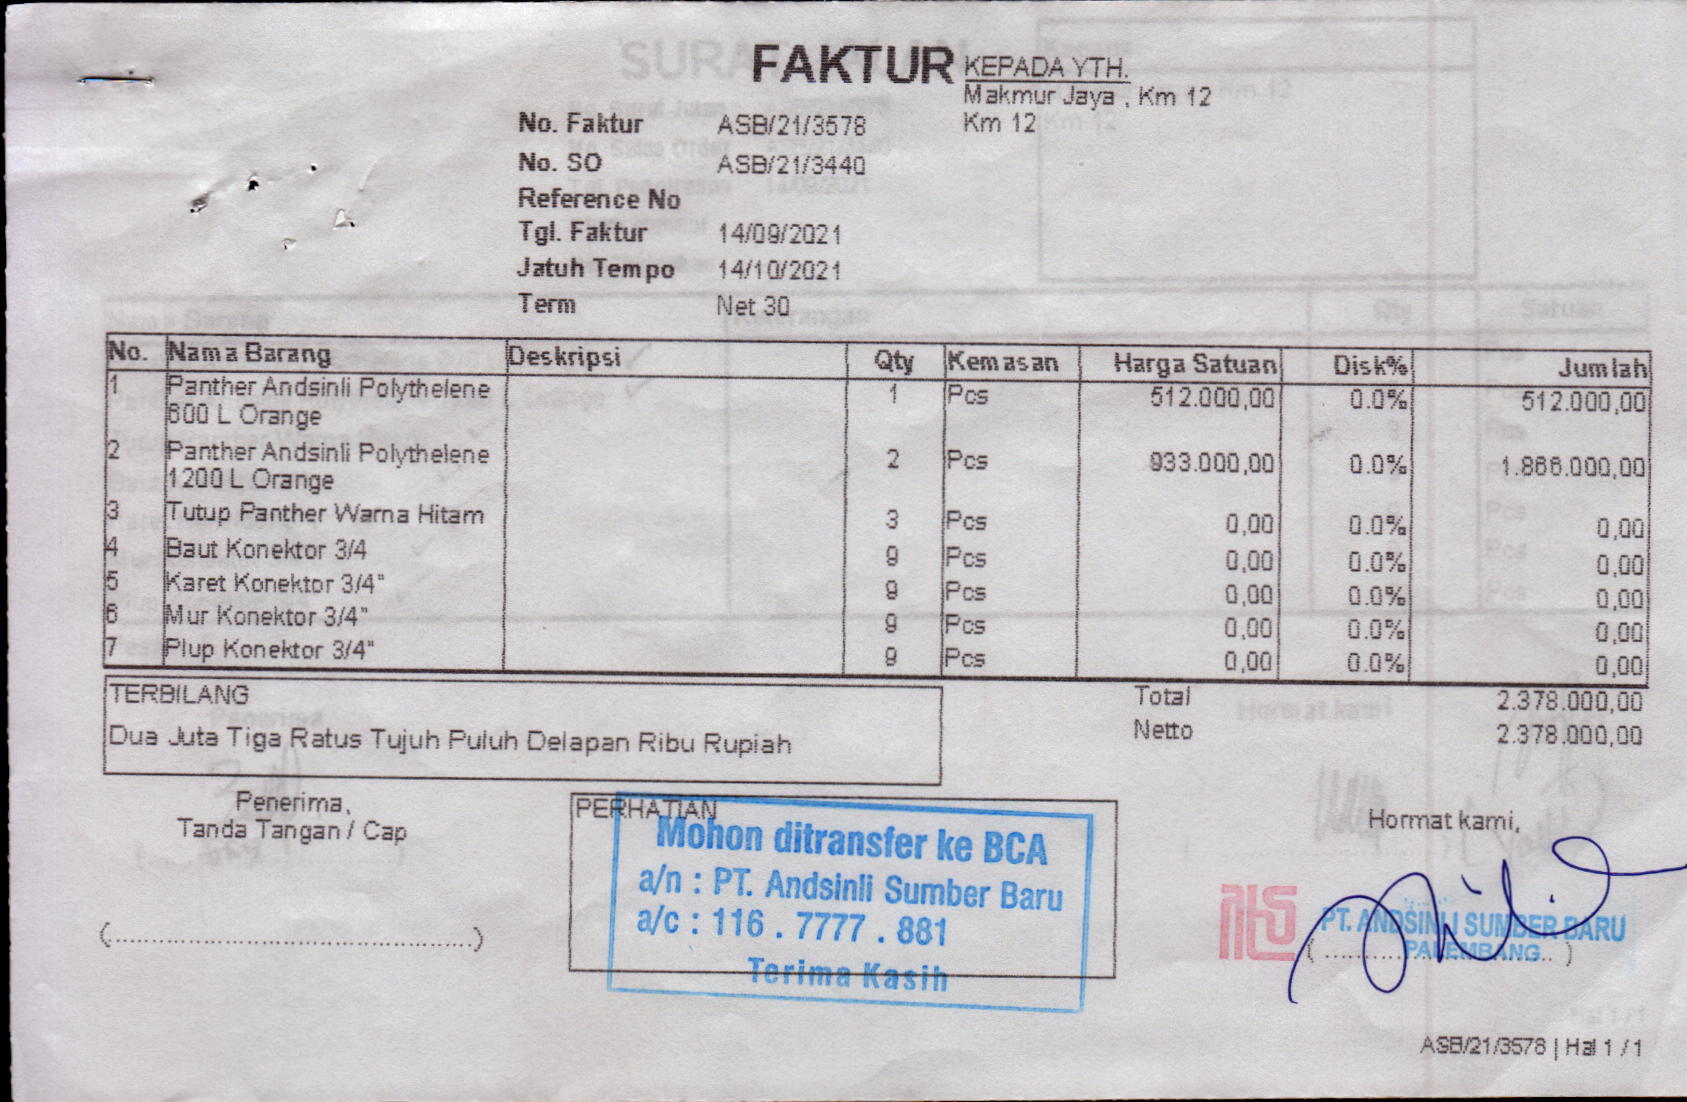 FAKTUR
KEPADA YTH.
Makmur Jaya , Km 12
Km 12
No. Faktur ASB/21/3578
No. SO ASB/21/3440
Reference No
Tgl. Faktur 14/09/2021
Jatuh Tempo 14/10/2021
Term Net 30
No. Nama Barang Deskripsi Qty Kemasan Harga Satuan Disk% Jumlah
1 Panther Andsinli Polythelene 1 Pcs 512.000,00 0.0% 512.000,00
600 L Orange
2 Panther Andsinli Polythelene 2 Pcs 933.000,00 0.0% 1.866.000,00
1200 L Orange
3 Tutup Panther Warna Hitam 3 Pcs 0,00 0.0% 0,00
4 Baut Konektor 3/4 9 Pcs 0,00 0.0% 0,00
5 Karet Konektor 3/4" 9 Pcs 0,00 0.0% 0,00
6 Mur Konektor 3/4" 9 Pcs 0,00 0.0% 0,00
7 Plup Konektor 3/4" 9 Pcs 0,00 0.0% 0,00
TERBILANG
Dua Juta Tiga Ratus Tujuh Puluh Delapan Ribu Rupiah
Total 2.378.000,00
Netto 2.378.000,00
Penerima,
Tanda Tangan / Cap
PERHATIAN
Mohon ditransfer ke BCA
a/n : PT. Andsinli Sumber Baru
a/c : 116 . 7777 . 881
Terima Kasih
Hormat kami,
PT. ANDSINLI SUMBER BARU
PALEMBANG
ASB/21/3578 | Hal 1 / 1